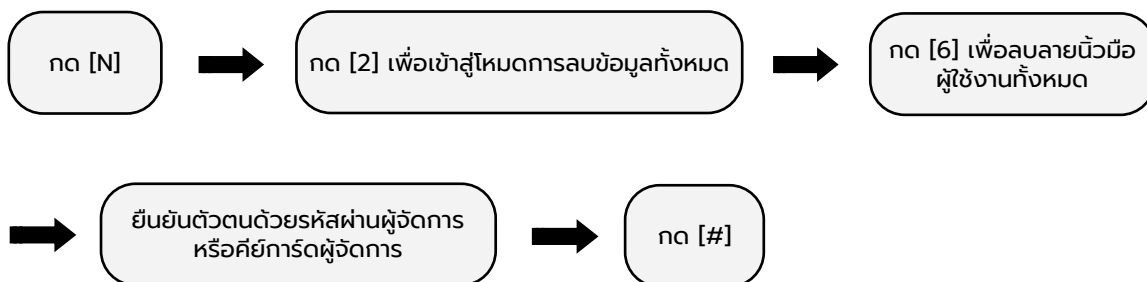 กด [N]
กด [2] เพื่อเข้าสู่โหมดการลบข้อมูลทั้งหมด
กด [6] เพื่อลบลายนิ้วมือ
ผู้ใช้งานทั้งหมด
ยืนยันตัวตนด้วยรหัสผ่านผู้จัดการ
หรือคีย์การ์ดผู้จัดการ
กด [#]